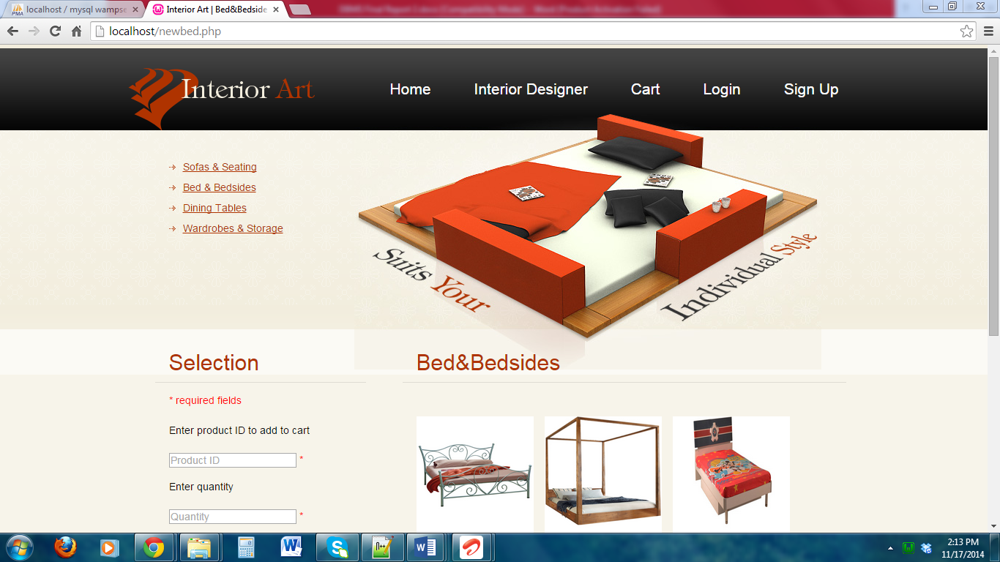 localhost / mysql wampse
Interior Art | Bed&Bedside
localhost/newbed.php
Interior Art
Home
Interior Designer
Cart
Login
Sign Up
Sofas & Seating
Bed & Bedsides
Dining Tables
Wardrobes & Storage
Suits Your
Individual Style
Selection
Bed&Bedsides
* required fields
Enter product ID to add to cart
Product ID *
Enter quantity
Quantity *
2:13 PM
11/17/2014